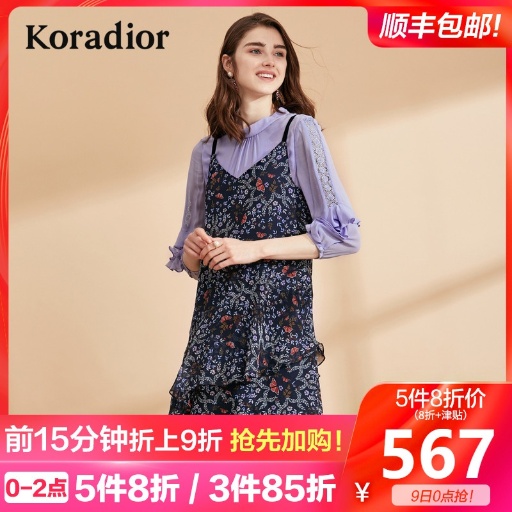 Koradior
顺丰包邮!
前15分钟折上9折 抢先加购!
0-2点 5件8折 / 3件85折
5件8折价
(8折+津贴)
¥567
9日0点抢!